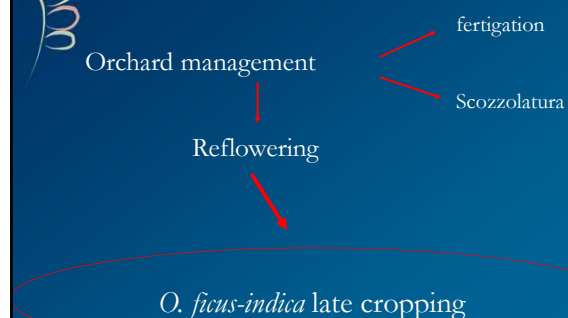 fertigation
Orchard management
Scozzolatura
Reflowering
O. ficus-indica late cropping